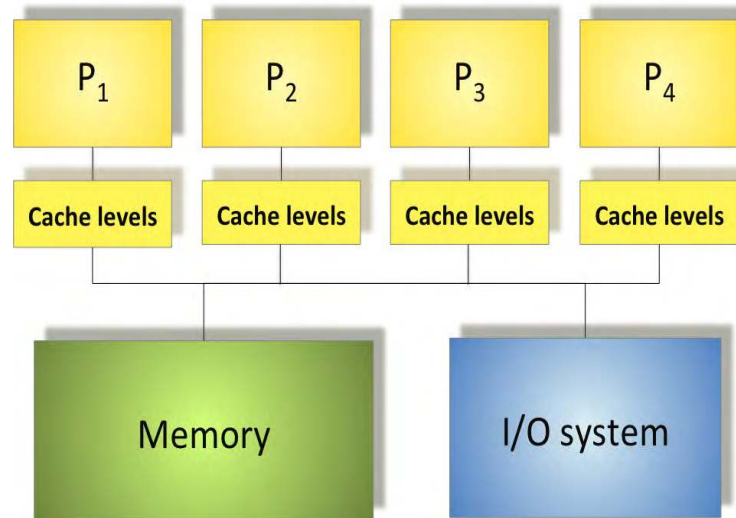 P₁ P₂ P₃ P₄
Cache levels Cache levels Cache levels Cache levels
Memory I/O system